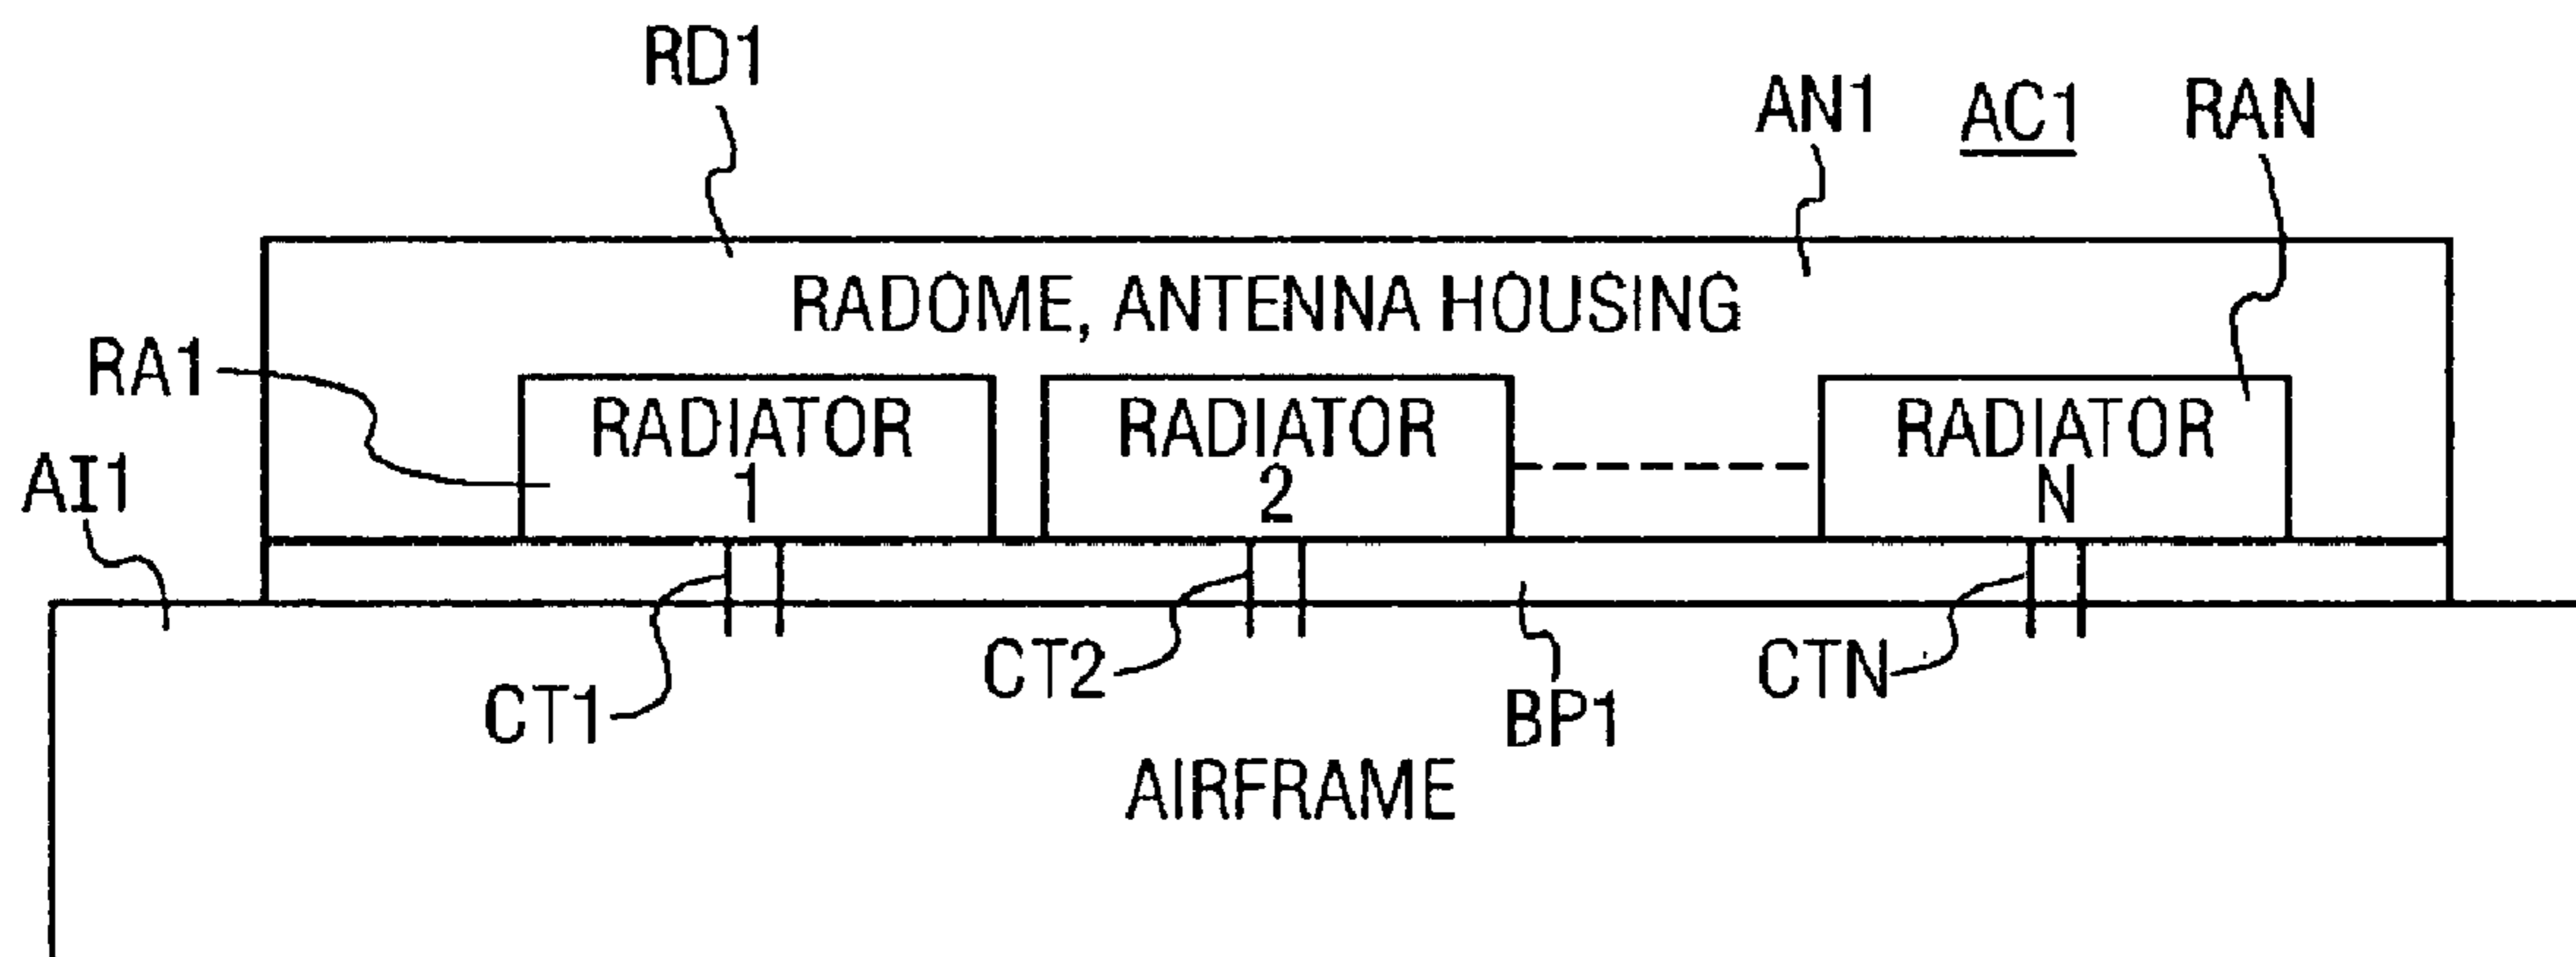 RD1
AN1
AC1
RAN
RADOME, ANTENNA HOUSING
RA1
RADIATOR
1
RADIATOR
2
RADIATOR
N
AI1
CT1
CT2
BP1
CTN
AIRFRAME